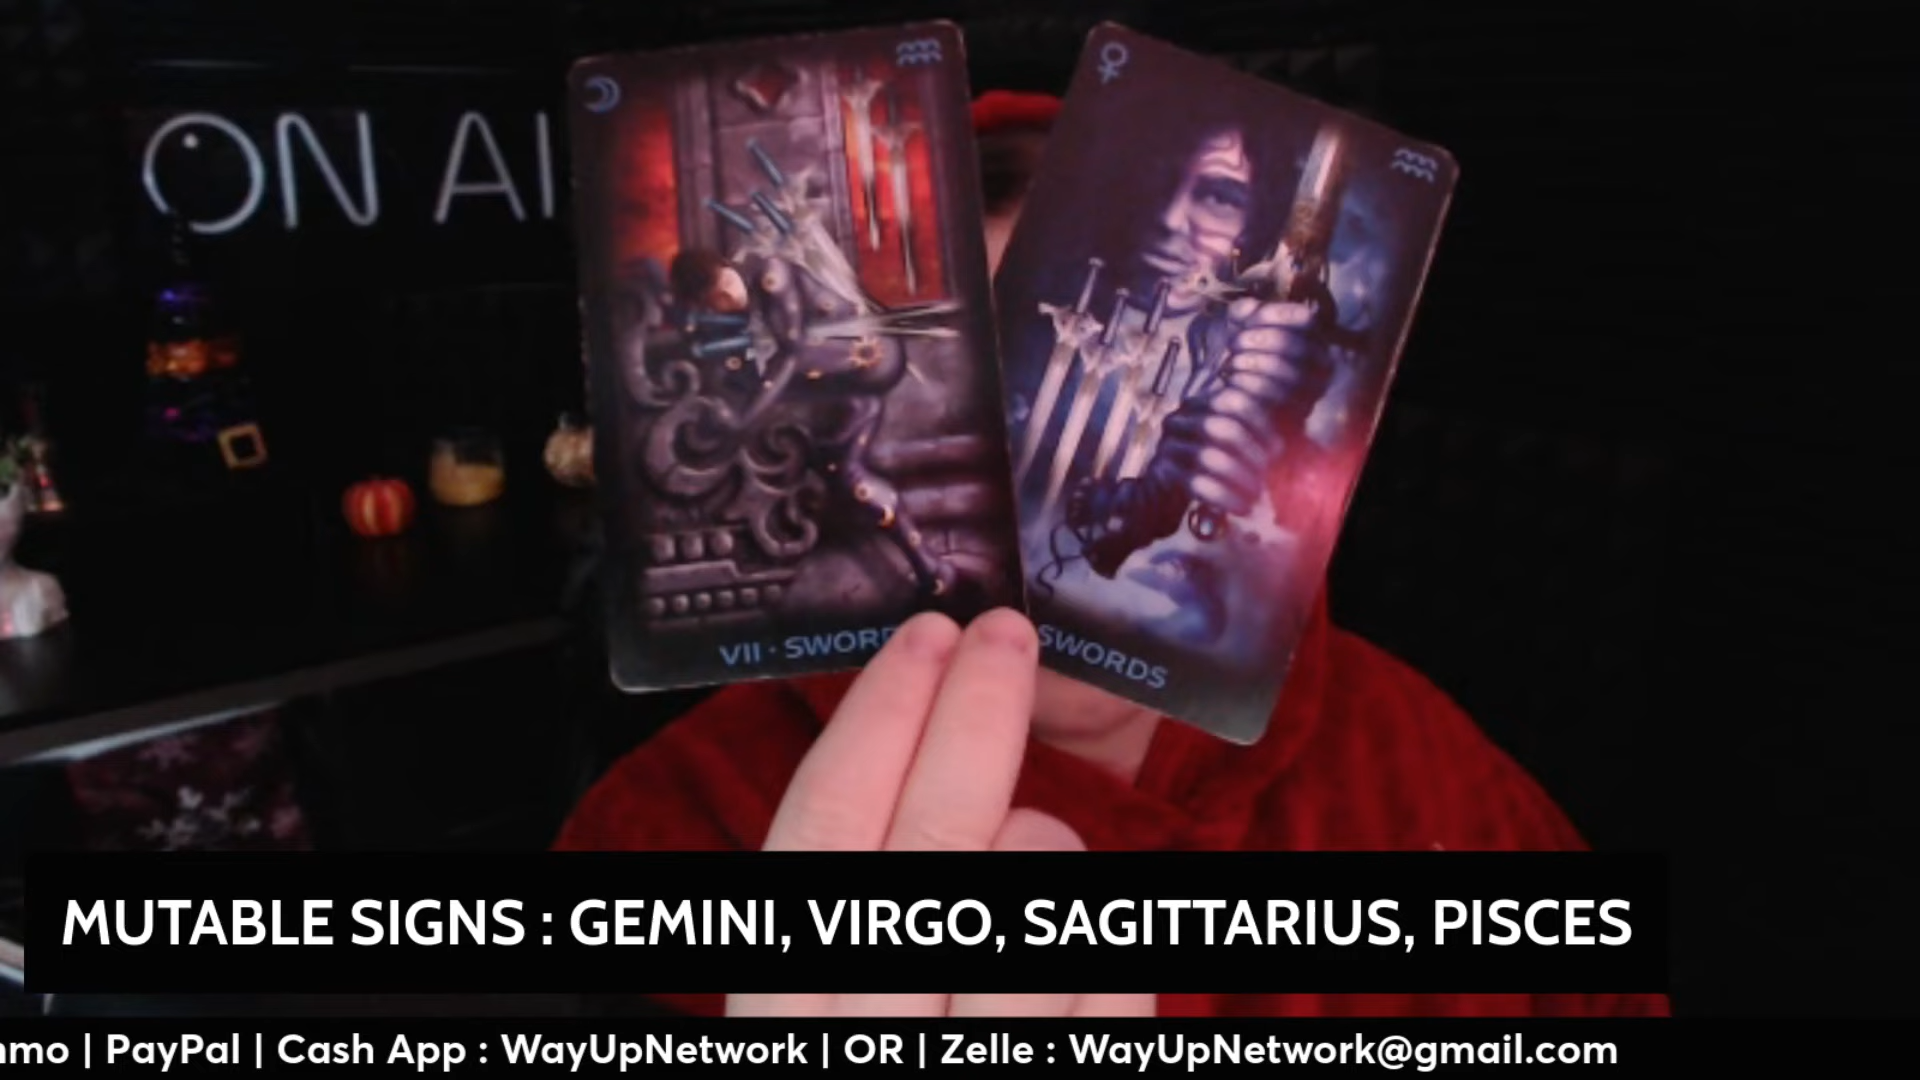 ON AI
VII · SWOR
SWORDS
MUTABLE SIGNS : GEMINI, VIRGO, SAGITTARIUS, PISCES
mo | PayPal | Cash App : WayUpNetwork | OR | Zelle : WayUpNetwork@gmail.com